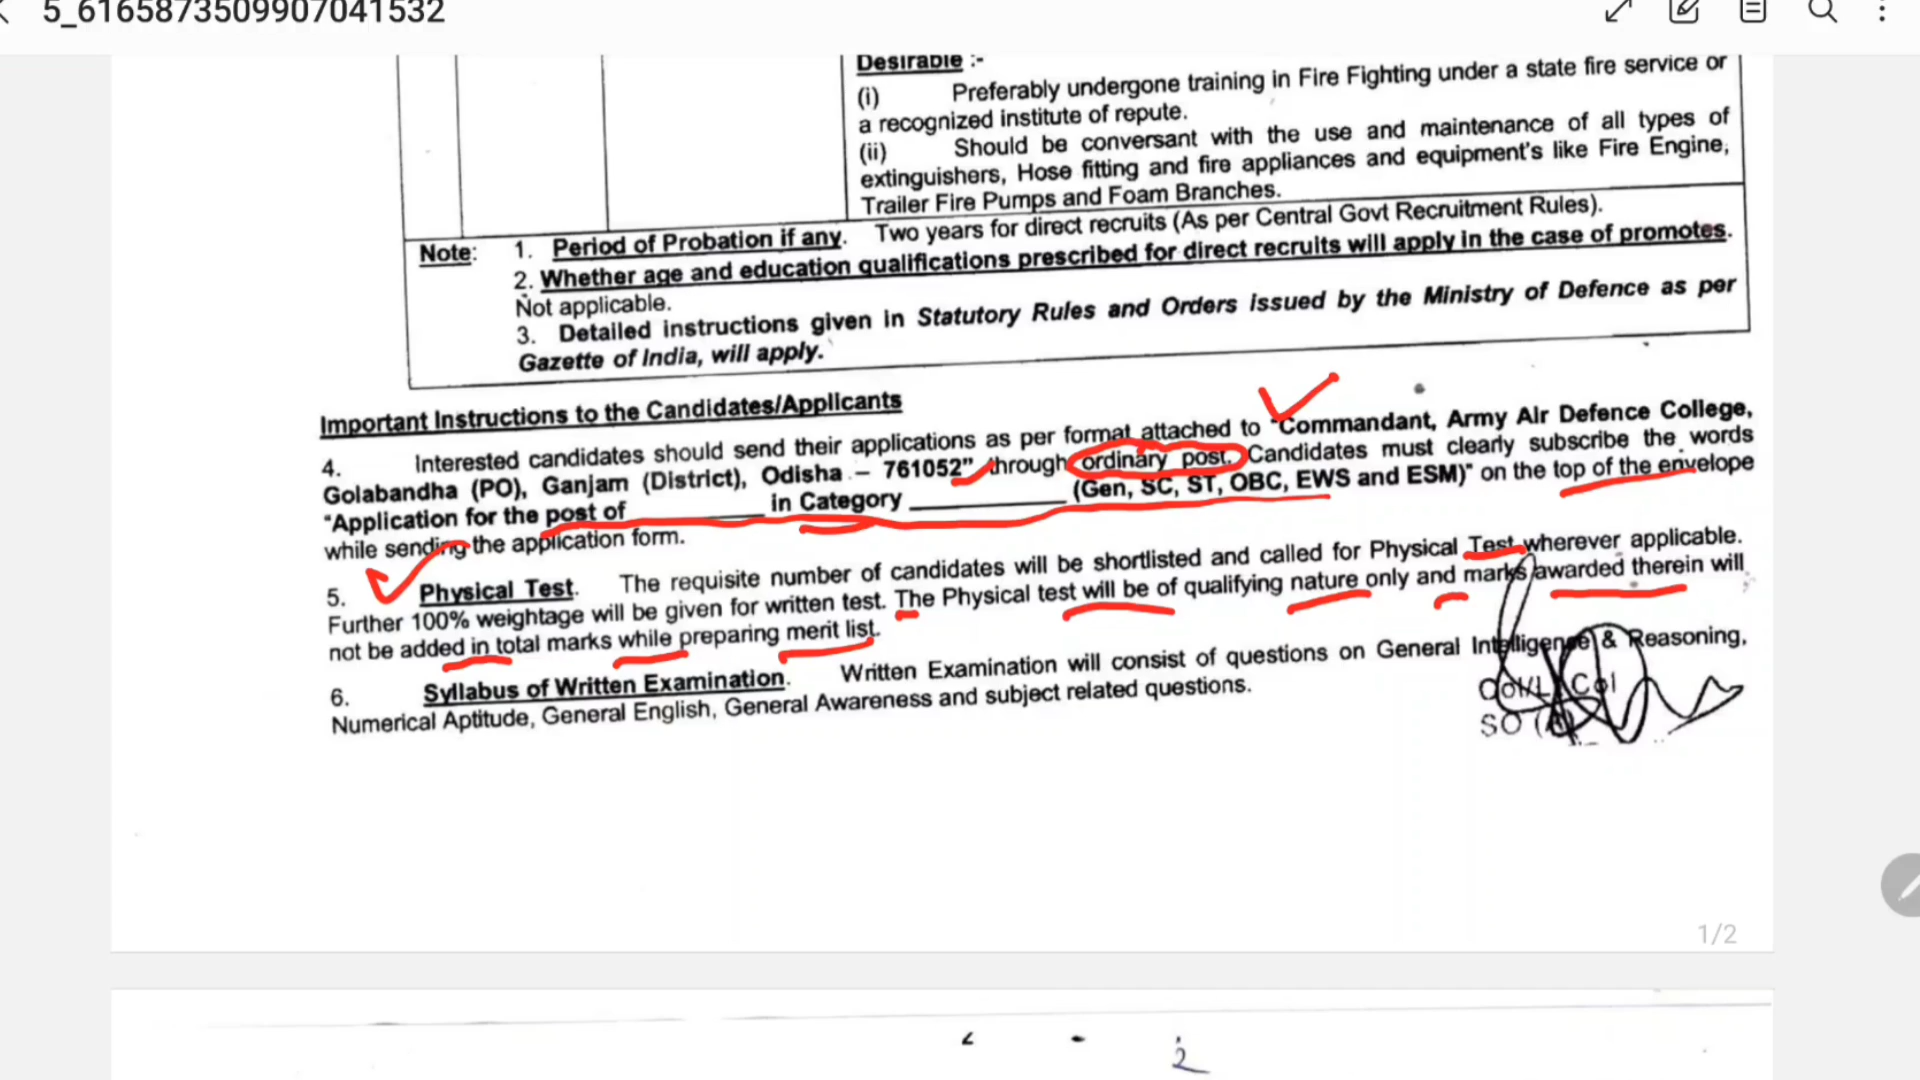 5_6165873509907041532
Desirable :-
(i) Preferably undergone training in Fire Fighting under a state fire service or
a recognized institute of repute.
(ii) Should be conversant with the use and maintenance of all types of
extinguishers, Hose fitting and fire appliances and equipment's like Fire Engine,
Trailer Fire Pumps and Foam Branches.
Note: 1. Period of Probation if any. Two years for direct recruits (As per Central Govt Recruitment Rules).
2. Whether age and education qualifications prescribed for direct recruits will apply in the case of promotes.
Not applicable.
3. Detailed instructions given in Statutory Rules and Orders issued by the Ministry of Defence as per
Gazette of India, will apply.
Important Instructions to the Candidates/Applicants
4. Interested candidates should send their applications as per format attached to "Commandant, Army Air Defence College,
Golabandha (PO), Ganjam (District), Odisha – 761052" through ordinary post. Candidates must clearly subscribe the words
"Application for the post of __________ in Category __________ (Gen, SC, ST, OBC, EWS and ESM)" on the top of the envelope
while sending the application form.
5. Physical Test. The requisite number of candidates will be shortlisted and called for Physical Test wherever applicable.
Further 100% weightage will be given for written test. The Physical test will be of qualifying nature only and marks awarded therein will
not be added in total marks while preparing merit list.
6. Syllabus of Written Examination. Written Examination will consist of questions on General Intelligence & Reasoning,
Numerical Aptitude, General English, General Awareness and subject related questions.
Col
SO
1/2
2